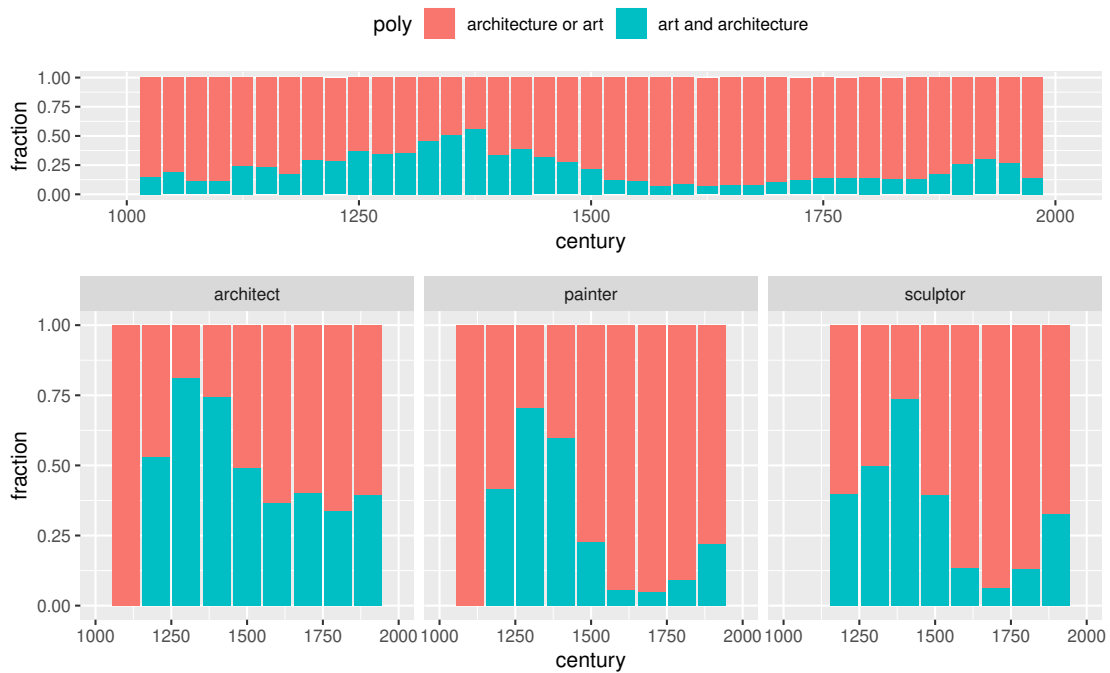 poly architecture or art art and architecture
fraction
1.00
0.75
0.50
0.25
0.00
1000 1250 1500 1750 2000
century
architect painter sculptor
fraction
1.00
0.75
0.50
0.25
0.00
1000 1250 1500 1750 2000 1000 1250 1500 1750 2000 1000 1250 1500 1750 2000
century